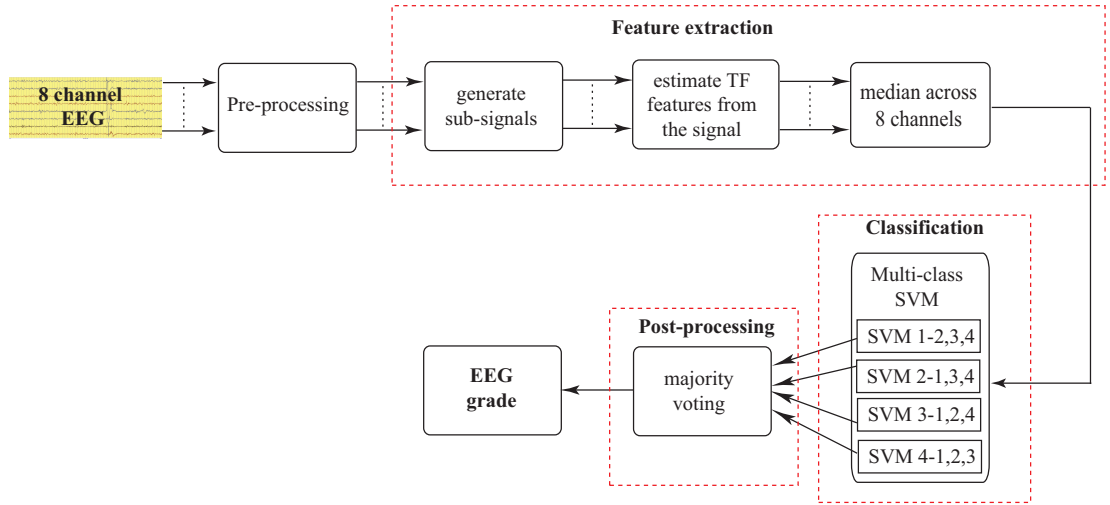 Feature extraction
8 channel
EEG
Pre-processing
generate
sub-signals
estimate TF
features from
the signal
median across
8 channels
Classification
Multi-class
SVM
SVM 1-2,3,4
SVM 2-1,3,4
SVM 3-1,2,4
SVM 4-1,2,3
Post-processing
majority
voting
EEG
grade